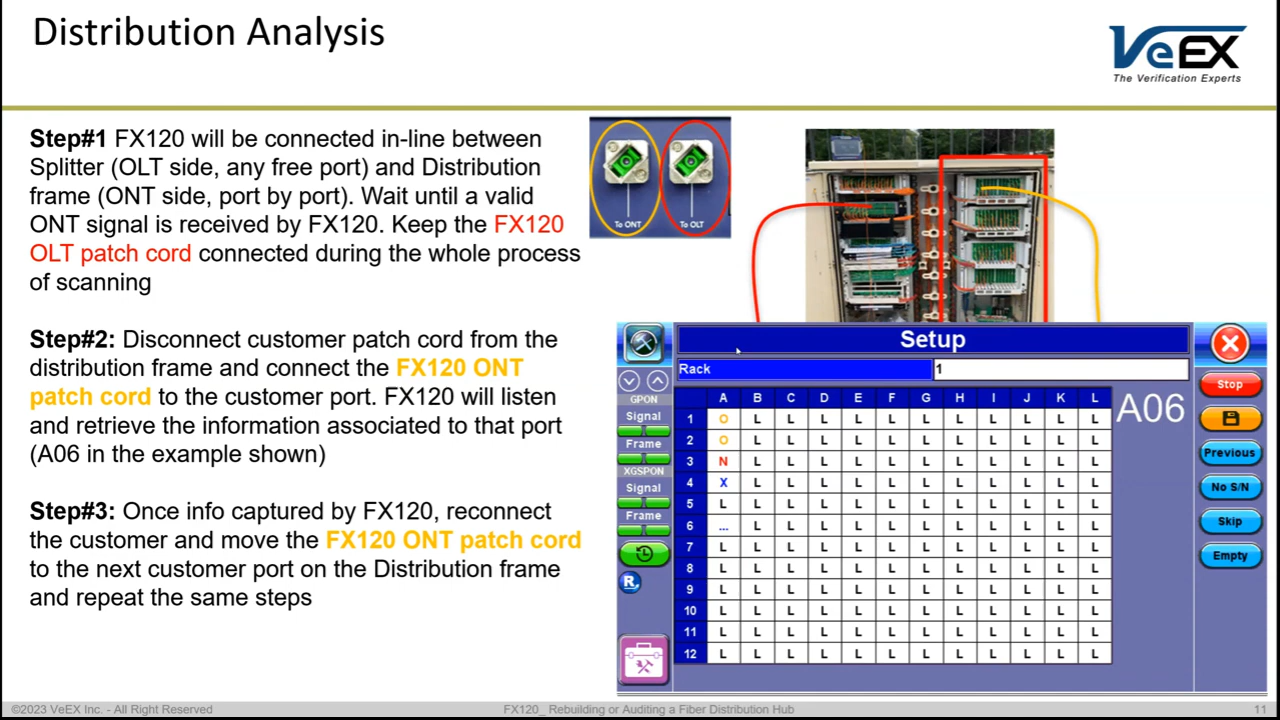 Distribution Analysis
VeEX
The Verification Experts
Step#1 FX120 will be connected in-line between
Splitter (OLT side, any free port) and Distribution
frame (ONT side, port by port). Wait until a valid
ONT signal is received by FX120. Keep the FX120
OLT patch cord connected during the whole process
of scanning
Step#2: Disconnect customer patch cord from the
distribution frame and connect the FX120 ONT
patch cord to the customer port. FX120 will listen
and retrieve the information associated to that port
(A06 in the example shown)
Step#3: Once info captured by FX120, reconnect
the customer and move the FX120 ONT patch cord
to the next customer port on the Distribution frame
and repeat the same steps
To ONT To OLT
Setup
Rack 1
GPON
Signal
Frame
XGSPON
Signal
Frame
R
A B C D E F G H I J K L
1 O L L L L L L L L L L L
2 O L L L L L L L L L L L
3 N L L L L L L L L L L L
4 X L L L L L L L L L L L
5 L L L L L L L L L L L L
6 ... L L L L L L L L L L L
7 L L L L L L L L L L L L
8 L L L L L L L L L L L L
9 L L L L L L L L L L L L
10 L L L L L L L L L L L L
11 L L L L L L L L L L L L
12 L L L L L L L L L L L L
A06
Stop
Previous
No S/N
Skip
Empty
©2023 VeEX Inc. - All Right Reserved
FX120_ Rebuilding or Auditing a Fiber Distribution Hub
11